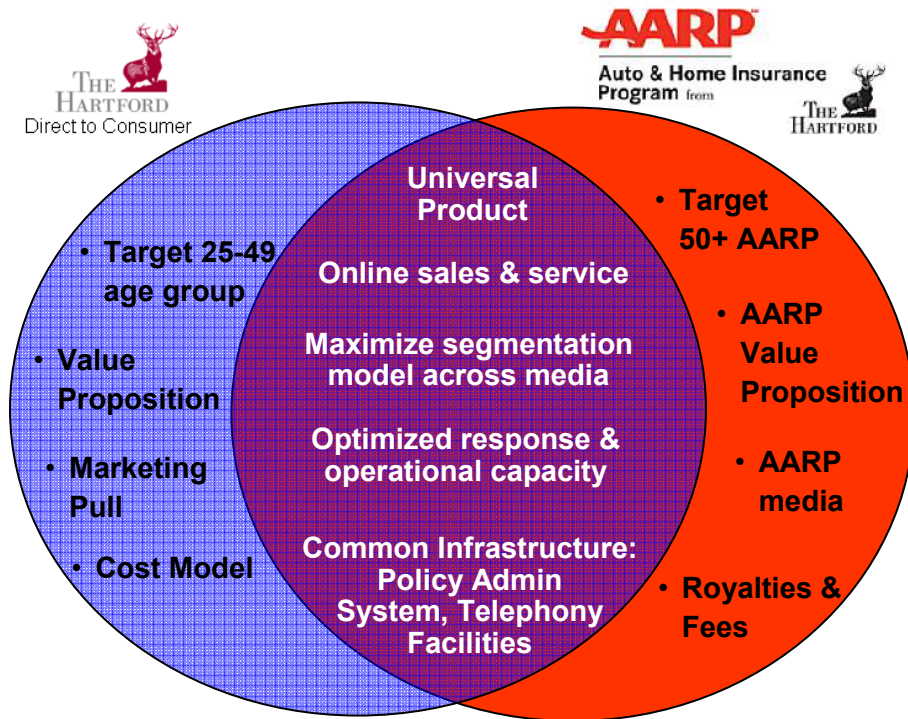 THE
HARTFORD
Direct to Consumer
AARP
Auto & Home Insurance
Program from
THE
HARTFORD
• Target 25-49
age group
• Value
Proposition
• Marketing
Pull
• Cost Model
Universal
Product
Online sales & service
Maximize segmentation
model across media
Optimized response &
operational capacity
Common Infrastructure:
Policy Admin
System, Telephony
Facilities
• Target
50+ AARP
• AARP
Value
Proposition
• AARP
media
• Royalties &
Fees